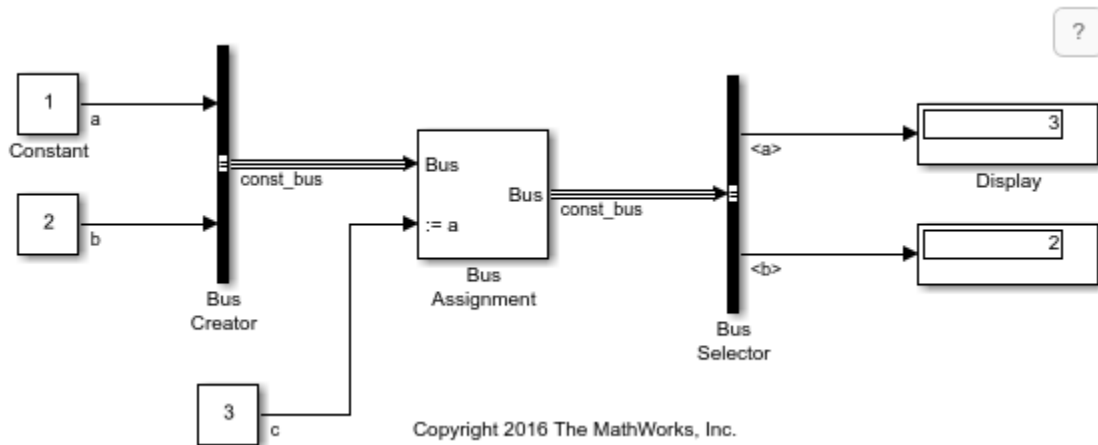 ?
1
a
Constant
2
b
Bus
Creator
const_bus
3
c
Bus
:= a
Bus
Bus
Assignment
const_bus
<a>
<b>
Bus
Selector
3
Display
2
Copyright 2016 The MathWorks, Inc.